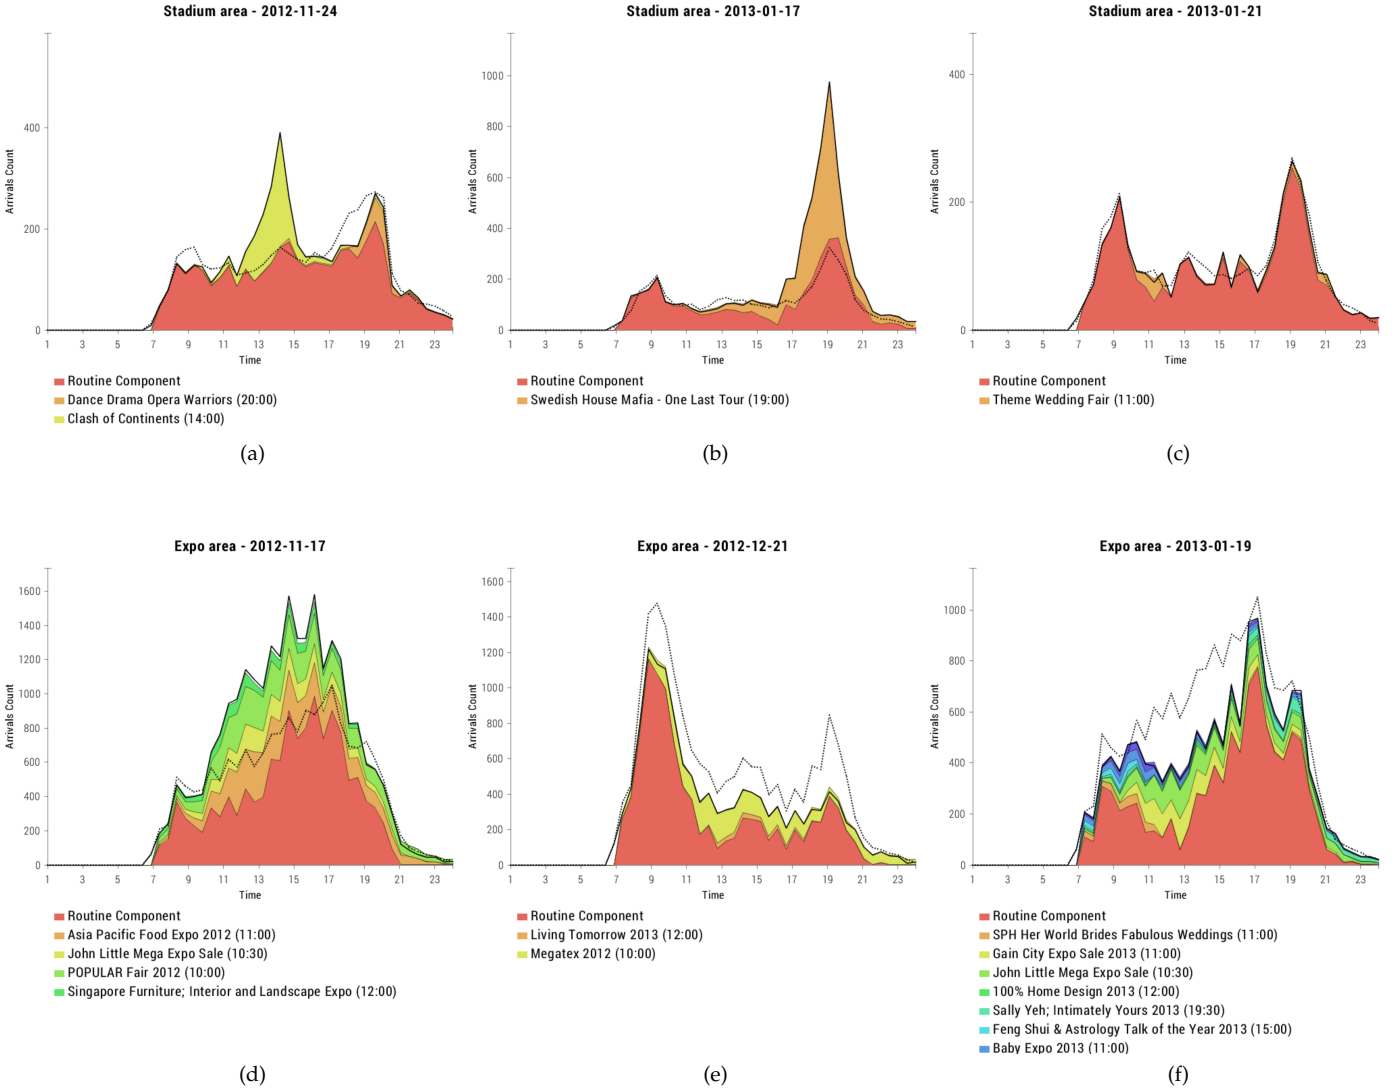 Stadium area - 2012-11-24
Arrivals Count
400
200
0
1 3 5 7 9 11 13 15 17 19 21 23
Time
Routine Component
Dance Drama Opera Warriors (20:00)
Clash of Continents (14:00)
(a)
Stadium area - 2013-01-17
Arrivals Count
1000
800
600
400
200
0
1 3 5 7 9 11 13 15 17 19 21 23
Time
Routine Component
Swedish House Mafia - One Last Tour (19:00)
(b)
Stadium area - 2013-01-21
Arrivals Count
400
200
0
1 3 5 7 9 11 13 15 17 19 21 23
Time
Routine Component
Theme Wedding Fair (11:00)
(c)
Expo area - 2012-11-17
Arrivals Count
1600
1400
1200
1000
800
600
400
200
0
1 3 5 7 9 11 13 15 17 19 21 23
Time
Routine Component
Asia Pacific Food Expo 2012 (11:00)
John Little Mega Expo Sale (10:30)
POPULAR Fair 2012 (10:00)
Singapore Furniture; Interior and Landscape Expo (12:00)
(d)
Expo area - 2012-12-21
Arrivals Count
1600
1400
1200
1000
800
600
400
200
0
1 3 5 7 9 11 13 15 17 19 21 23
Time
Routine Component
Living Tomorrow 2013 (12:00)
Megatex 2012 (10:00)
(e)
Expo area - 2013-01-19
Arrivals Count
1000
800
600
400
200
0
1 3 5 7 9 11 13 15 17 19 21 23
Time
Routine Component
SPH Her World Brides Fabulous Weddings (11:00)
Gain City Expo Sale 2013 (11:00)
John Little Mega Expo Sale (10:30)
100% Home Design 2013 (12:00)
Sally Yeh; Intimately Yours 2013 (19:30)
Feng Shui & Astrology Talk of the Year 2013 (15:00)
Baby Expo 2013 (11:00)
(f)